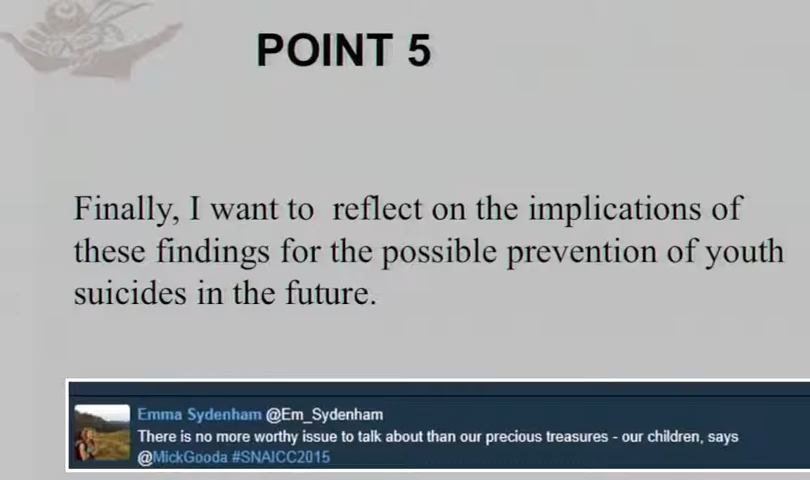 POINT 5
Finally, I want to  reflect on the implications of
these findings for the possible prevention of youth
suicides in the future.
Emma Sydenham @Em_Sydenham
There is no more worthy issue to talk about than our precious treasures - our children, says
@MickGooda #SNAICC2015